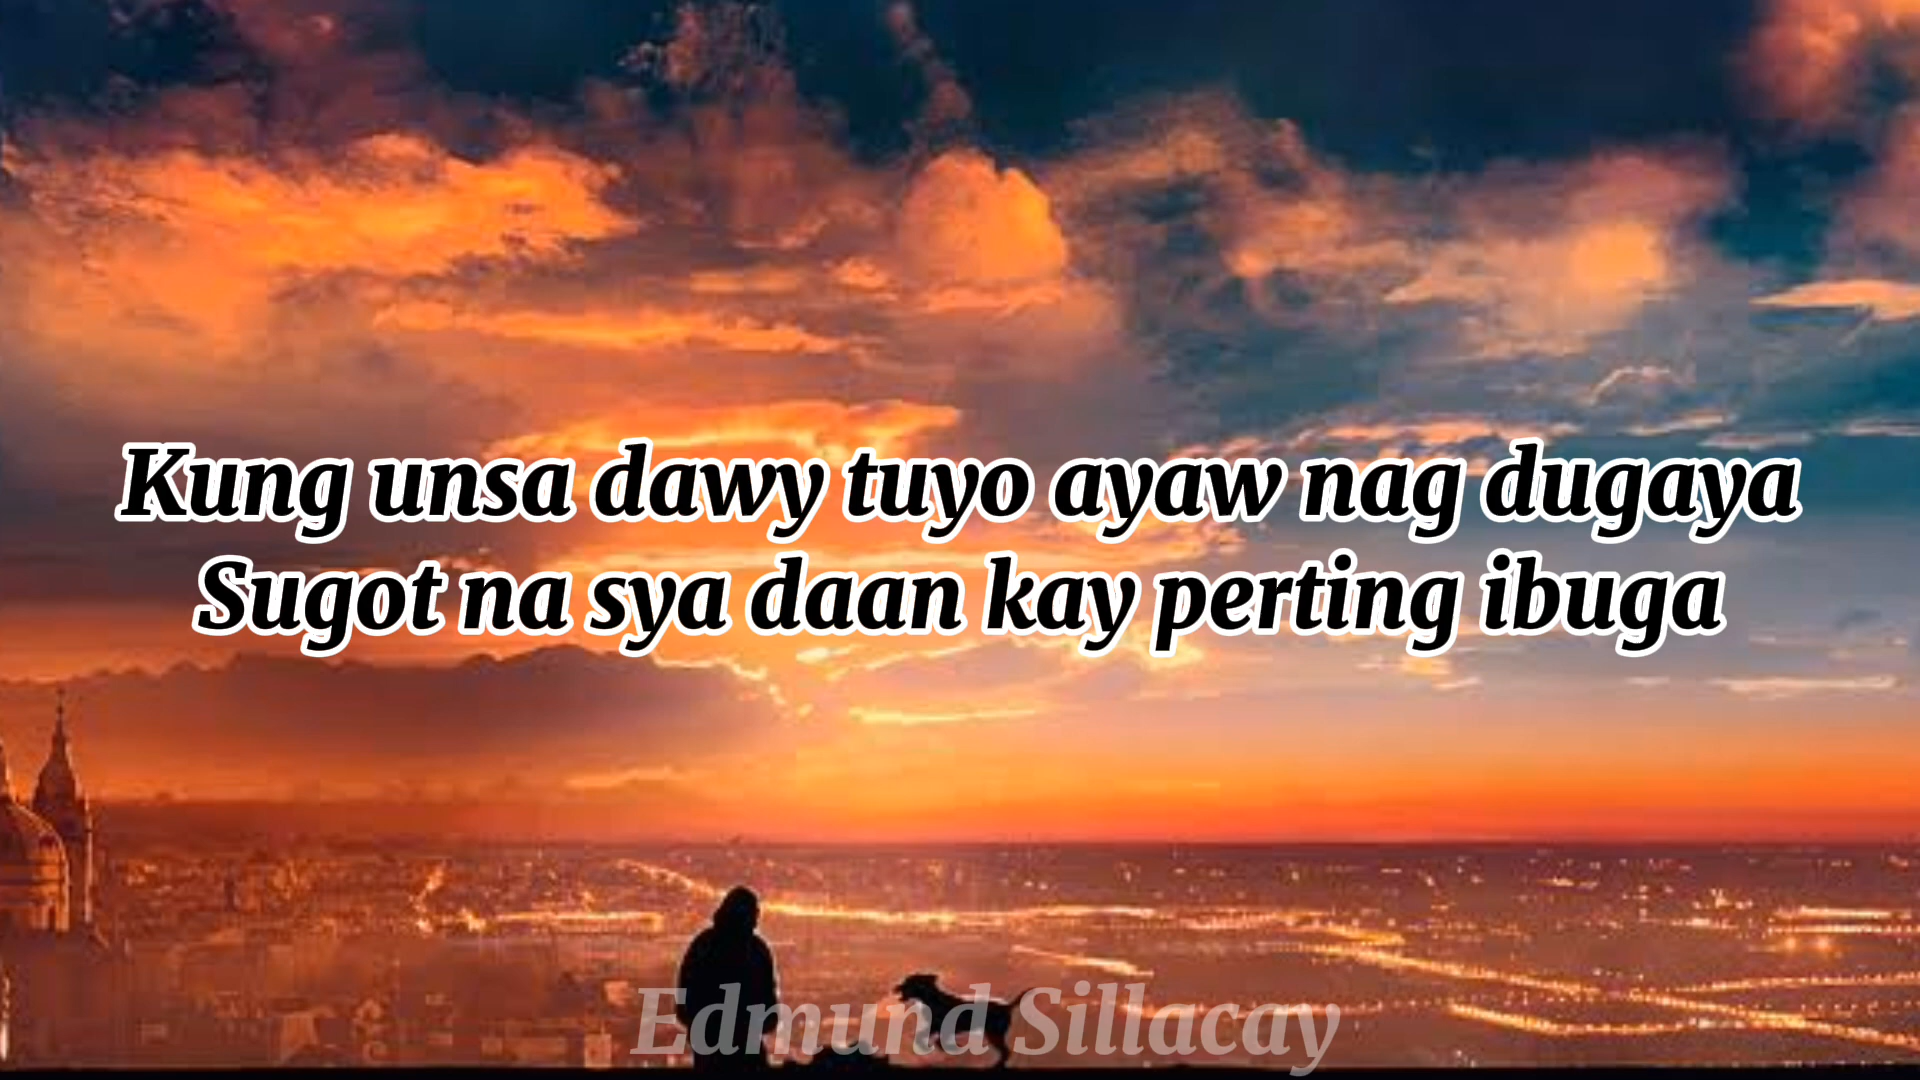 Kung unsa dawy tuyo ayaw nag dugaya
Sugot na sya daan kay perting ibuga
Edmund Sillacay